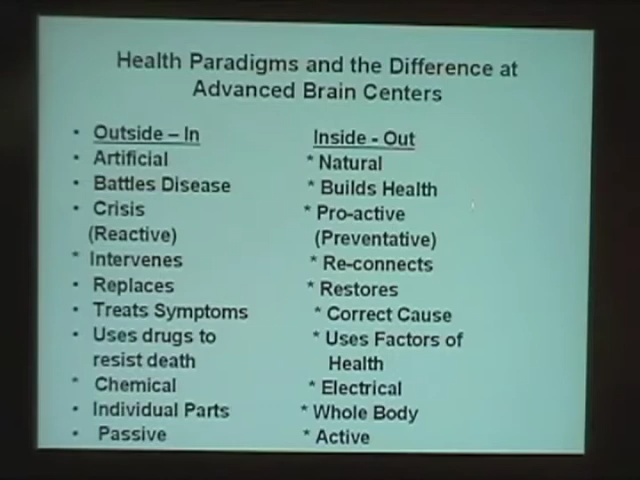 Health Paradigms and the Difference at
Advanced Brain Centers
• Outside – In
• Artificial
• Battles Disease
• Crisis
(Reactive)
* Intervenes
• Replaces
• Treats Symptoms
• Uses drugs to
resist death
* Chemical
• Individual Parts
• Passive
Inside - Out
* Natural
* Builds Health
* Pro-active
(Preventative)
* Re-connects
* Restores
* Correct Cause
* Uses Factors of
Health
* Electrical
* Whole Body
* Active